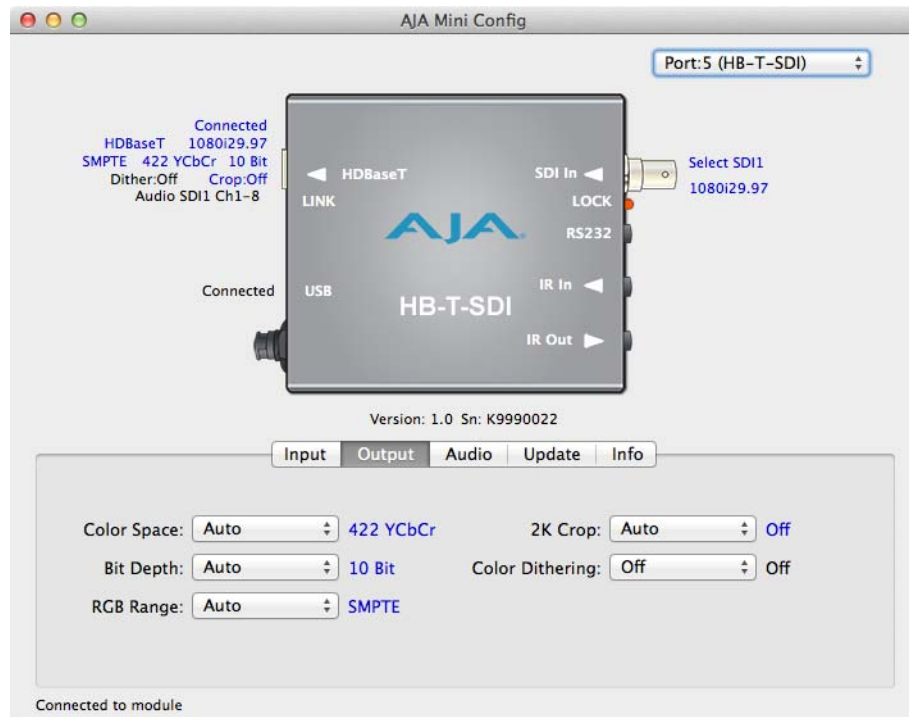 AJA Mini Config
Port:5 (HB-T-SDI)
Connected
HDBaseT 1080i29.97
SMPTE 422 YCbCr 10 Bit
Dither:Off Crop:Off
Audio SDI1 Ch1-8
Connected
HDBaseT
LINK
USB
AJA
HB-T-SDI
SDI In
LOCK
RS232
IR In
IR Out
Select SDI1
1080i29.97
Version: 1.0 Sn: K9990022
Input Output Audio Update Info
Color Space: Auto 422 YCbCr
Bit Depth: Auto 10 Bit
RGB Range: Auto SMPTE
2K Crop: Auto Off
Color Dithering: Off Off
Connected to module